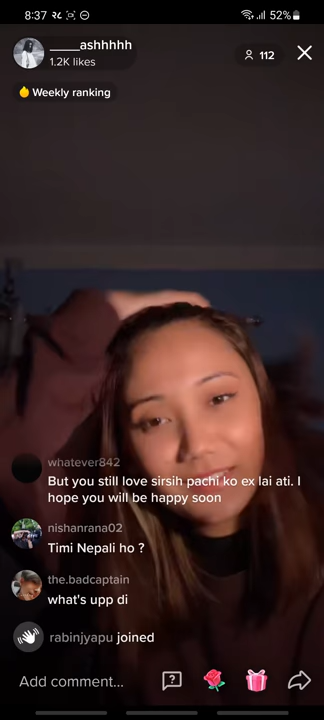 8:37 २८
52%
____ashhhhh
1.2K likes
112
Weekly ranking
whatever842
But you still love sirsih pachi ko ex lai ati. I
hope you will be happy soon
nishanrana02
Timi Nepali ho ?
the.badcaptain
what's upp di
rabinjyapu joined
Add comment...